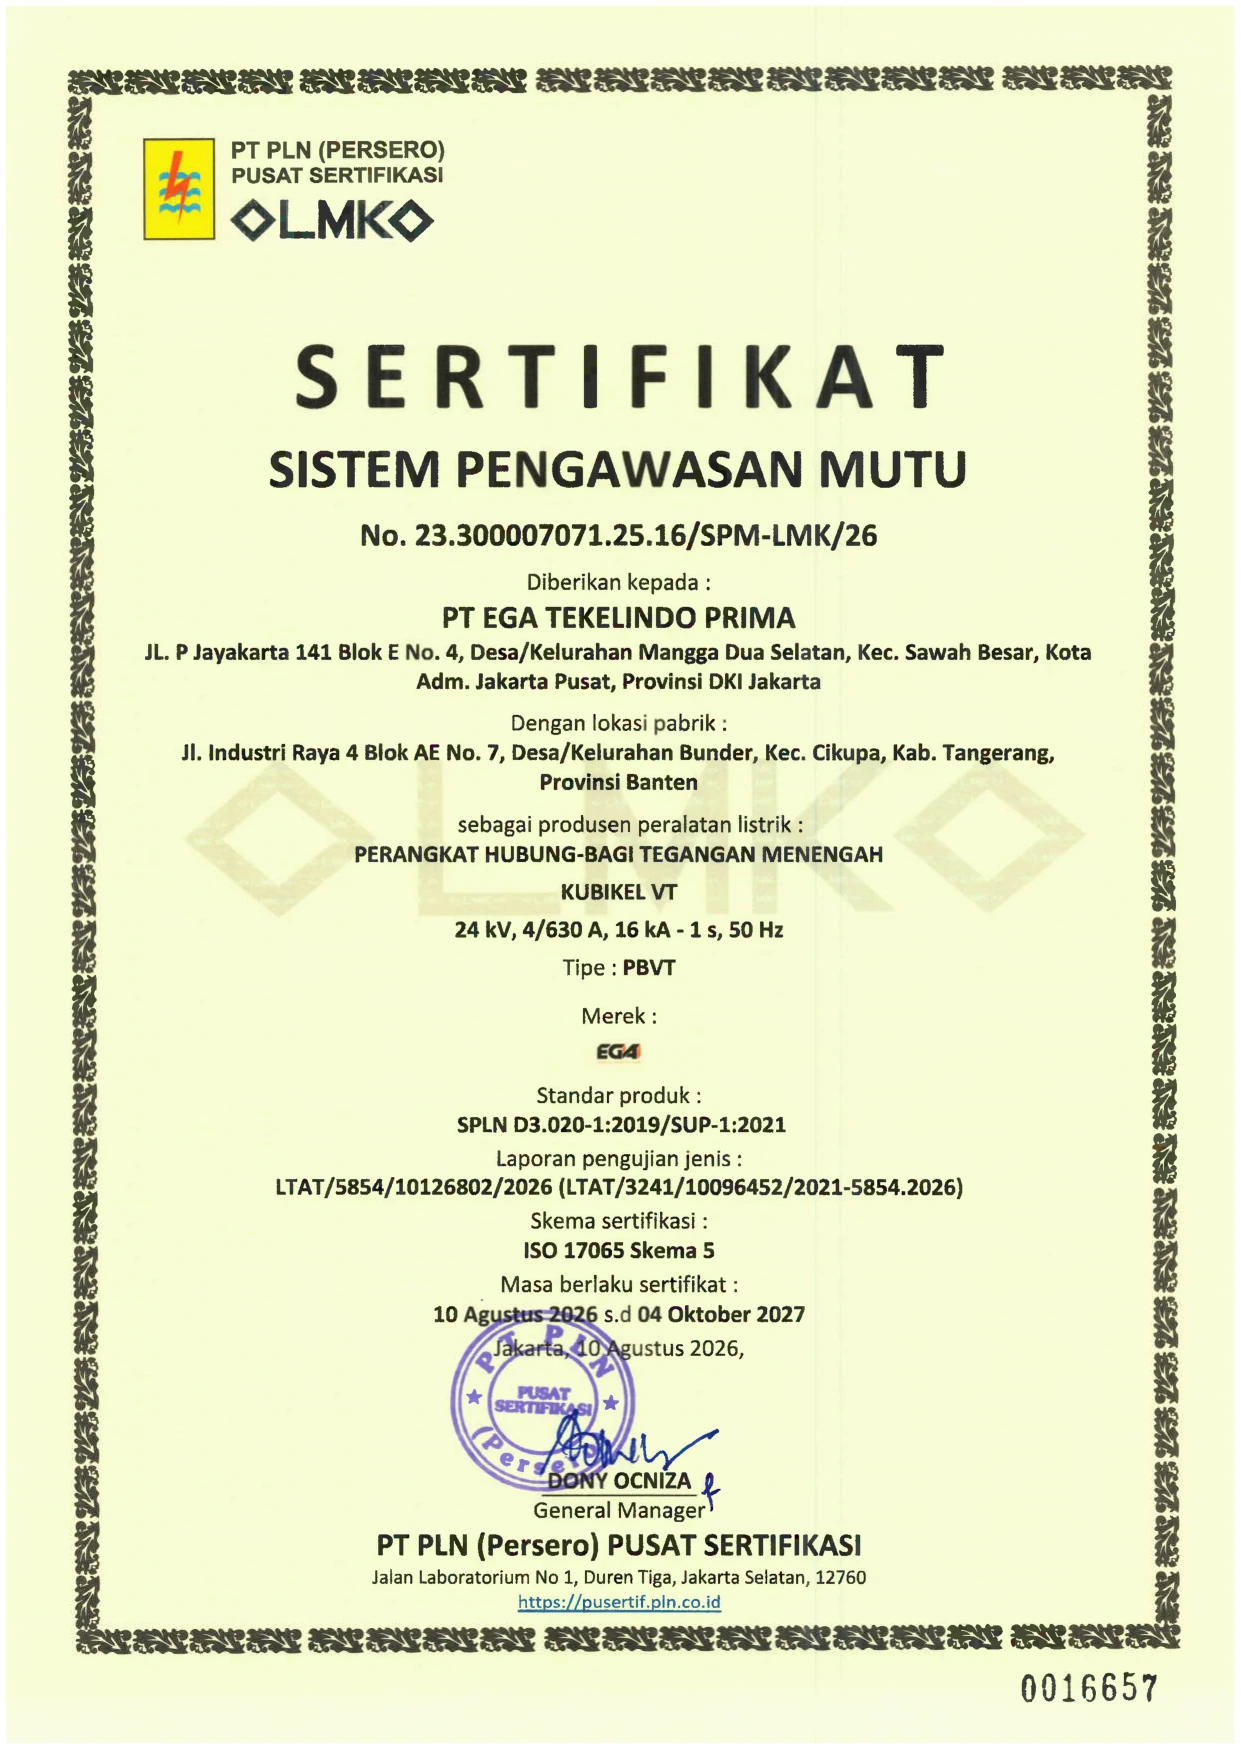 PT PLN (PERSERO)
PUSAT SERTIFIKASI
LMK
SERTIFIKAT
SISTEM PENGAWASAN MUTU
No. 23.300007071.25.16/SPM-LMK/26
Diberikan kepada :
PT EGA TEKELINDO PRIMA
JL. P Jayakarta 141 Blok E No. 4, Desa/Kelurahan Mangga Dua Selatan, Kec. Sawah Besar, Kota
Adm. Jakarta Pusat, Provinsi DKI Jakarta
Dengan lokasi pabrik :
Jl. Industri Raya 4 Blok AE No. 7, Desa/Kelurahan Bunder, Kec. Cikupa, Kab. Tangerang,
Provinsi Banten
sebagai produsen peralatan listrik :
PERANGKAT HUBUNG-BAGI TEGANGAN MENENGAH
KUBIKEL VT
24 kV, 4/630 A, 16 kA - 1 s, 50 Hz
Tipe : PBVT
Merek :
EGA
Standar produk :
SPLN D3.020-1:2019/SUP-1:2021
Laporan pengujian jenis :
LTAT/5854/10126802/2026 (LTAT/3241/10096452/2021-5854.2026)
Skema sertifikasi :
ISO 17065 Skema 5
Masa berlaku sertifikat :
10 Agustus 2026 s.d 04 Oktober 2027
Jakarta, 10 Agustus 2026,
PT PLN
PUSAT
SERTIFIKASI
(Persero)
DONY OCNIZA
General Manager
PT PLN (Persero) PUSAT SERTIFIKASI
Jalan Laboratorium No 1, Duren Tiga, Jakarta Selatan, 12760
https://pusertif.pln.co.id
0016657